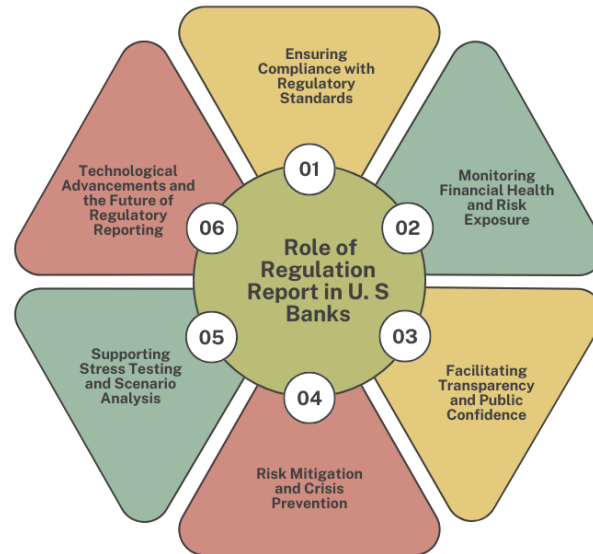 Role of
Regulation
Report in U. S
Banks
01
Ensuring
Compliance with
Regulatory
Standards
02
Monitoring
Financial Health
and Risk
Exposure
03
Facilitating
Transparency
and Public
Confidence
04
Risk Mitigation
and Crisis
Prevention
05
Supporting
Stress Testing
and Scenario
Analysis
06
Technological
Advancements and
the Future of
Regulatory
Reporting